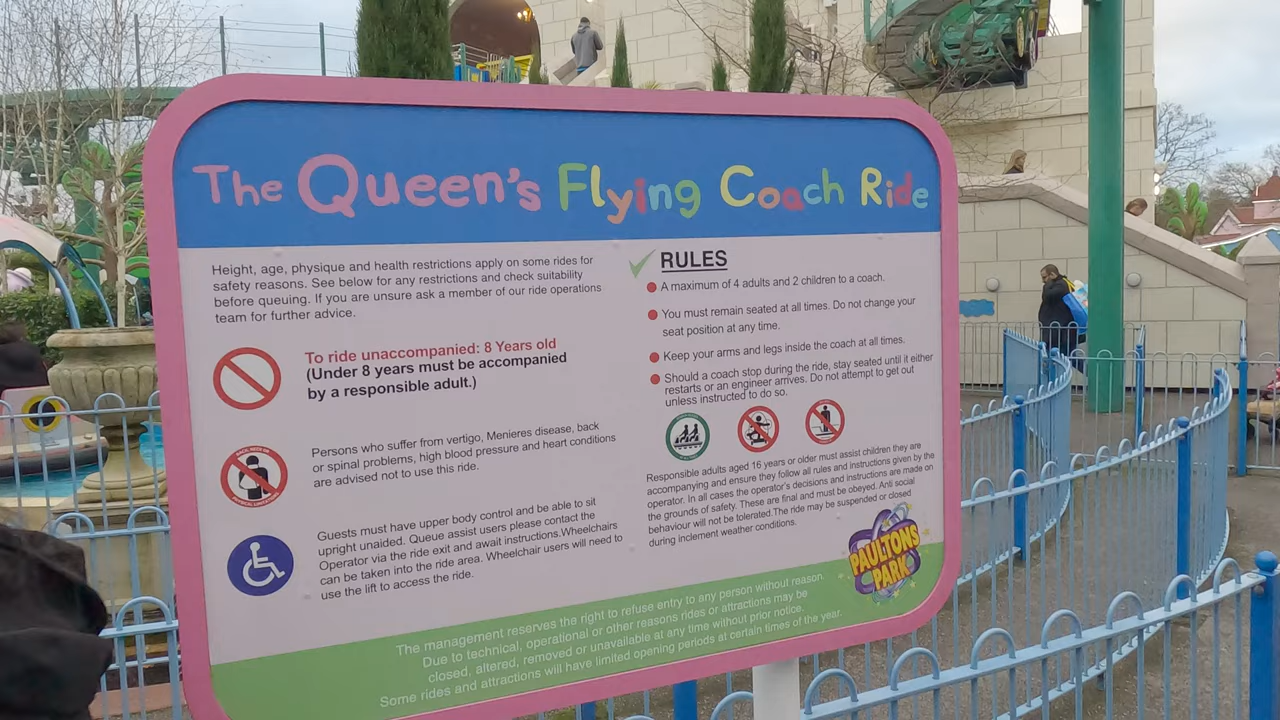 The Queen's Flying Coach Ride
Height, age, physique and health restrictions apply on some rides for
safety reasons. See below for any restrictions and check suitability
before queuing. If you are unsure ask a member of our ride operations
team for further advice.
To ride unaccompanied: 8 Years old
(Under 8 years must be accompanied
by a responsible adult.)
Persons who suffer from vertigo, Menieres disease, back
or spinal problems, high blood pressure and heart conditions
are advised not to use this ride.
Guests must have upper body control and be able to sit
upright unaided. Queue assist users please contact the
Operator via the ride exit and await instructions.Wheelchairs
can be taken into the ride area. Wheelchair users will need to
use the lift to access the ride.
RULES
A maximum of 4 adults and 2 children to a coach.
You must remain seated at all times. Do not change your
seat position at any time.
Keep your arms and legs inside the coach at all times.
Should a coach stop during the ride, stay seated until it either
restarts or an engineer arrives. Do not attempt to get out
unless instructed to do so.
Responsible adults aged 16 years or older must assist children they are
accompanying and ensure they follow all rules and instructions given by the
operator. In all cases the operator's decisions and instructions are made on
the grounds of safety. These are final and must be obeyed. Anti social
behaviour will not be tolerated.The ride may be suspended or closed
during inclement weather conditions.
PAULTONS
PARK
The management reserves the right to refuse entry to any person without reason
Due to technical, operational or other reasons rides or attractions may be
closed, altered, removed or unavailable at any time without prior notice.
Some rides and attractions will have limited opening periods at certain times of the year.